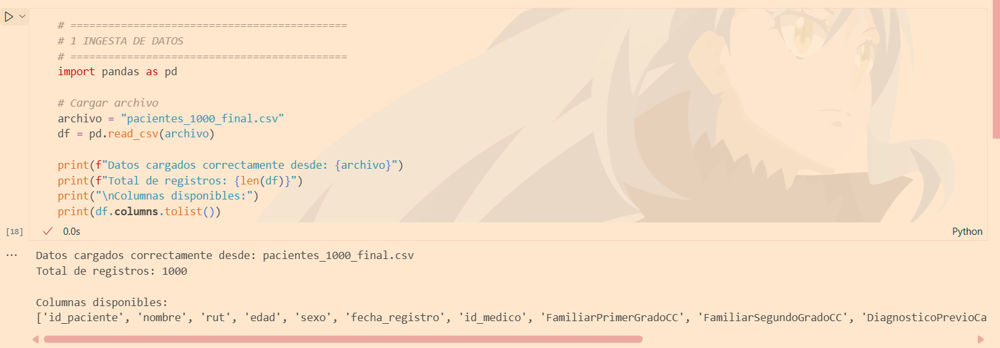 # ============================================
# 1 INGESTA DE DATOS
# ============================================
import pandas as pd
# Cargar archivo
archivo = "pacientes_1000_final.csv"
df = pd.read_csv(archivo)
print(f"Datos cargados correctamente desde: {archivo}")
print(f"Total de registros: {len(df)}")
print("\nColumnas disponibles:")
print(df.columns.tolist())
[18]
0.0s
Python
Datos cargados correctamente desde: pacientes_1000_final.csv
Total de registros: 1000
Columnas disponibles:
['id_paciente', 'nombre', 'rut', 'edad', 'sexo', 'fecha_registro', 'id_medico', 'FamiliarPrimerGradoCC', 'FamiliarSegundoGradoCC', 'DiagnosticoPrevioCa